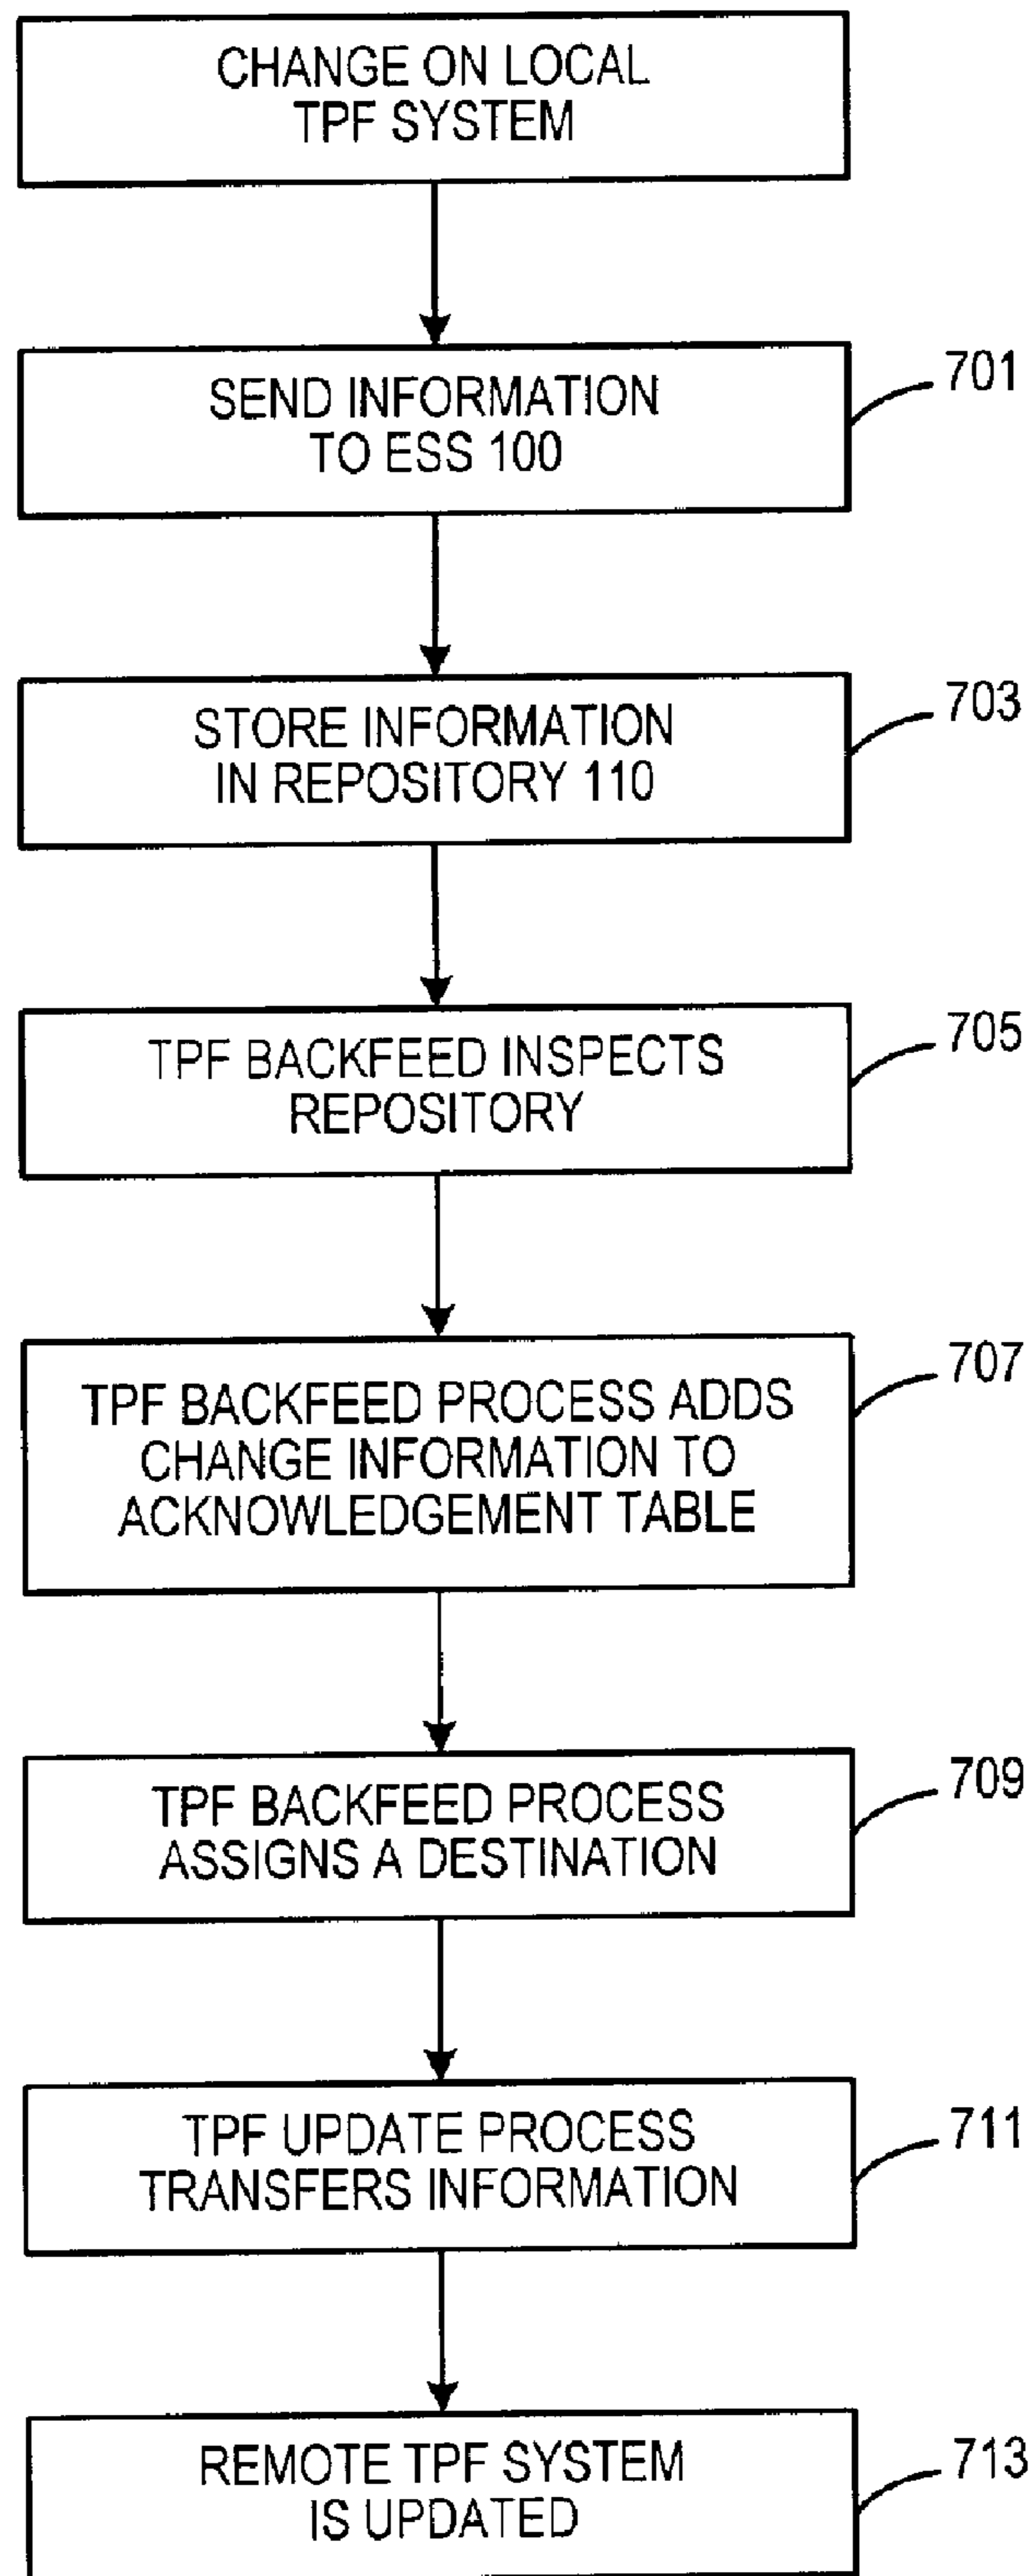 CHANGE ON LOCAL
TPF SYSTEM
SEND INFORMATION
TO ESS 100
701
STORE INFORMATION
IN REPOSITORY 110
703
TPF BACKFEED INSPECTS
REPOSITORY
705
TPF BACKFEED PROCESS ADDS
CHANGE INFORMATION TO
ACKNOWLEDGEMENT TABLE
707
TPF BACKFEED PROCESS
ASSIGNS A DESTINATION
709
TPF UPDATE PROCESS
TRANSFERS INFORMATION
711
REMOTE TPF SYSTEM
IS UPDATED
713